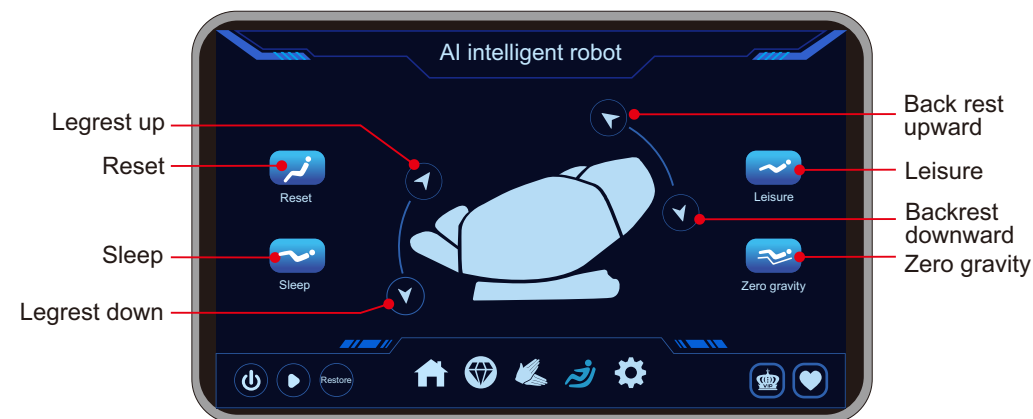 AI intelligent robot
Legrest up
Reset
Sleep
Legrest down
Reset
Sleep
Back rest
upward
Leisure
Backrest
downward
Zero gravity
Leisure
Zero gravity
Restore
VIP